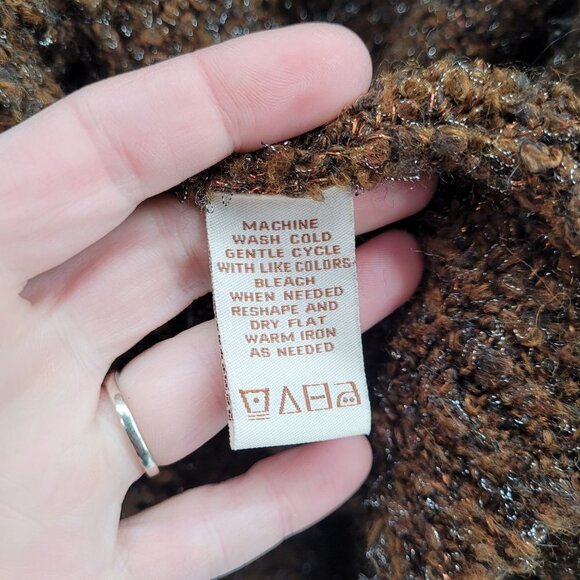 MACHINE
WASH COLD
GENTLE CYCLE
WITH LIKE COLORS
BLEACH
WHEN NEEDED
RESHAPE AND
DRY FLAT
WARM IRON
AS NEEDED